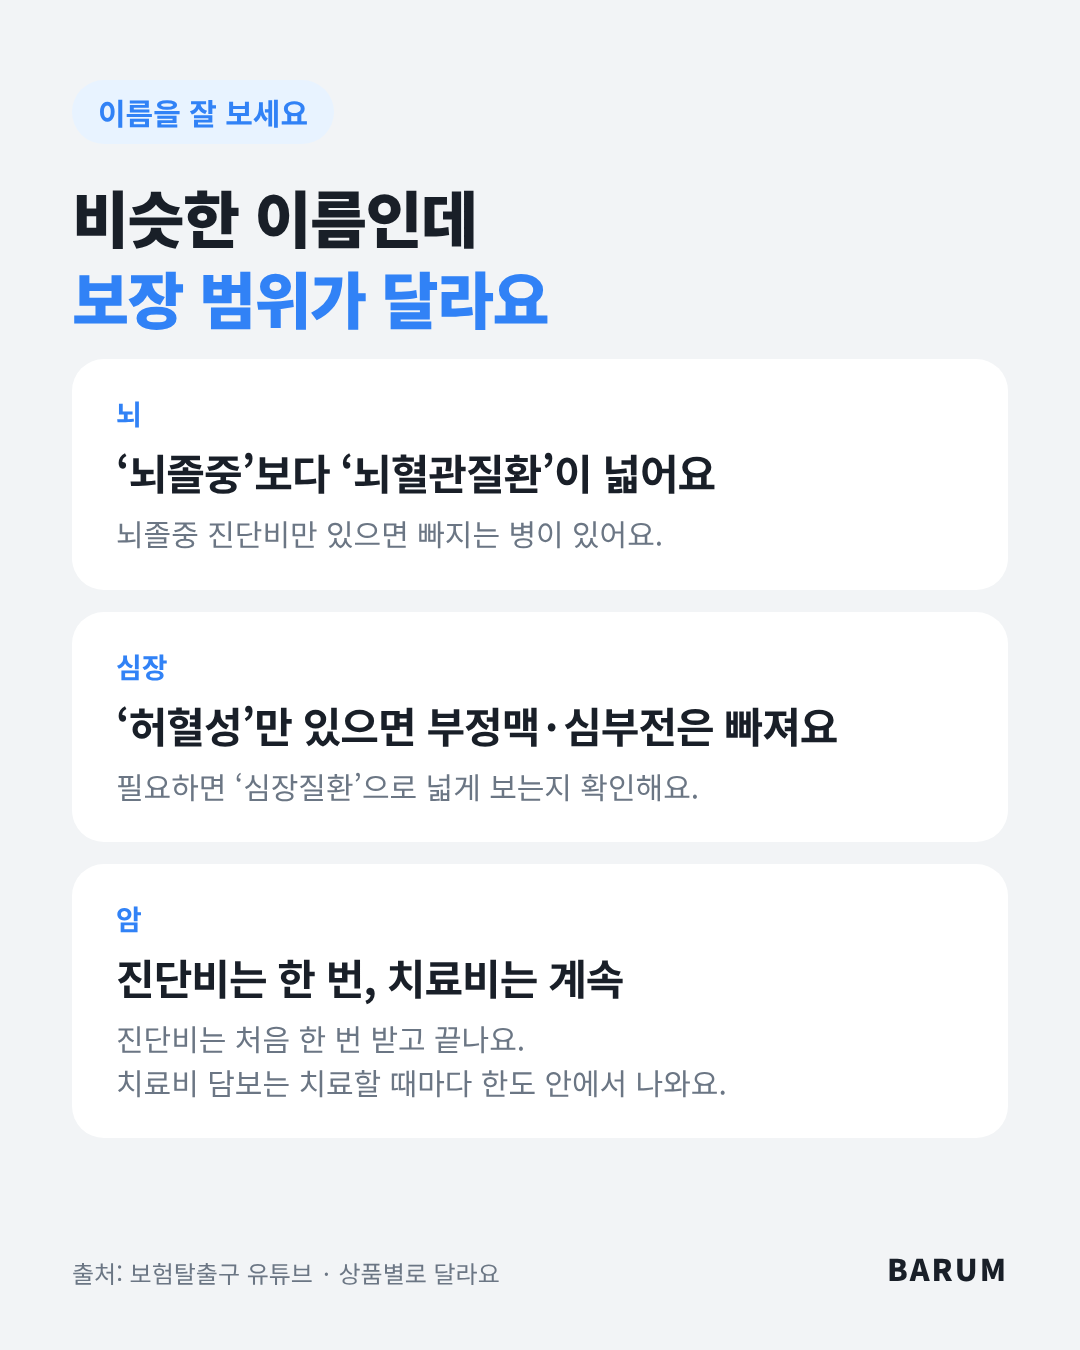 이름을 잘 보세요
비슷한 이름인데
보장 범위가 달라요
뇌
‘뇌졸중’보다 ‘뇌혈관질환’이 넓어요
뇌졸중 진단비만 있으면 빠지는 병이 있어요.
심장
‘허혈성’만 있으면 부정맥·심부전은 빠져요
필요하면 ‘심장질환’으로 넓게 보는지 확인해요.
암
진단비는 한 번, 치료비는 계속
진단비는 처음 한 번 받고 끝나요.
치료비 담보는 치료할 때마다 한도 안에서 나와요.
출처: 보험탈출구 유튜브 · 상품별로 달라요
BARUM